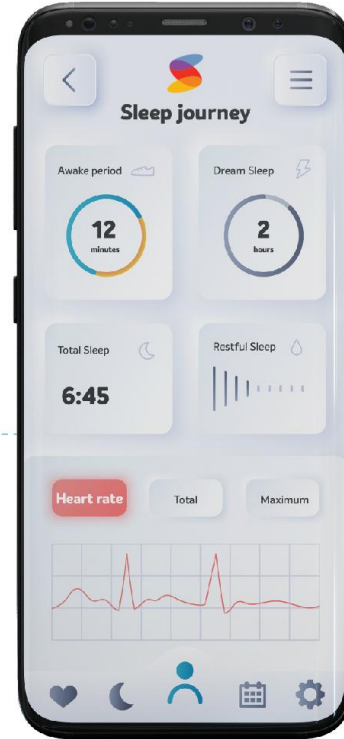 Sleep journey
Awake period
12
minutes
Dream Sleep
2
hours
Total Sleep
6:45
Restful Sleep
Heart rate
Total
Maximum